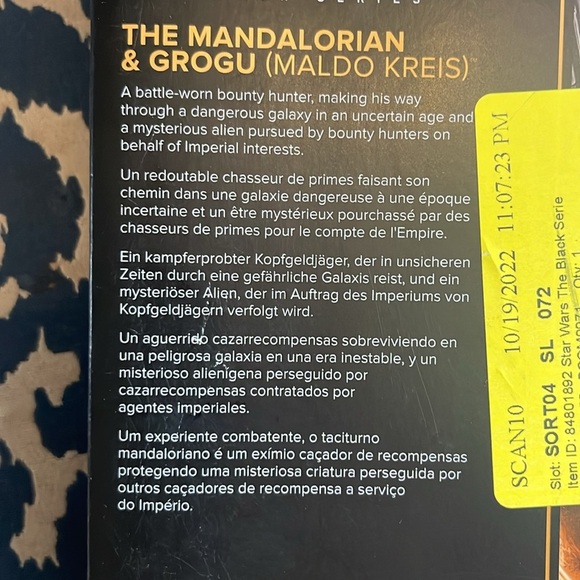 SERIES
THE MANDALORIAN
& GROGU (MALDO KREIS)
A battle-worn bounty hunter, making his way
through a dangerous galaxy in an uncertain age and
a mysterious alien pursued by bounty hunters on
behalf of Imperial interests.
Un redoutable chasseur de primes faisant son
chemin dans une galaxie dangereuse à une époque
incertaine et un être mystérieux pourchassé par des
chasseurs de primes pour le compte de l'Empire.
Ein kampferprobter Kopfgeldjäger, der in unsicheren
Zeiten durch eine gefährliche Galaxis reist, und ein
mysteriöser Alien, der im Auftrag des Imperiums von
Kopfgeldjägern verfolgt wird.
Un aguerrido cazarrecompensas sobreviviendo en
una peligrosa galaxia en una era inestable, y un
misterioso alienígena perseguido por
cazarrecompensas contratados por
agentes imperiales.
Um experiente combatente, o taciturno
mandaloriano é um exímio caçador de recompensas
protegendo uma misteriosa criatura perseguida por
outros caçadores de recompensa a serviço
do Império.
SCAN10 10/19/2022 11:07:23 PM
Slot: SORT04 SL 072
Item ID: 84801892 Star Wars The Black Serie
Qty: 1